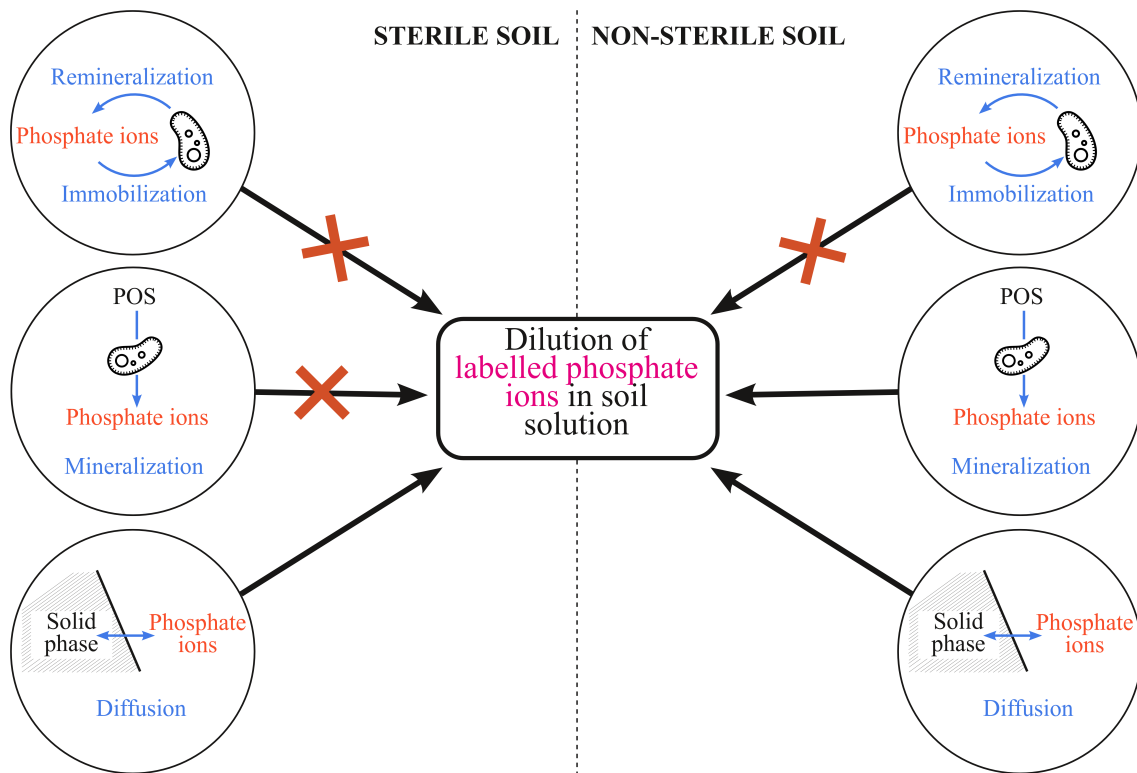 STERILE SOIL
NON-STERILE SOIL
Remineralization
Phosphate ions
Immobilization
Remineralization
Phosphate ions
Immobilization
POS
Phosphate ions
Mineralization
Dilution of
labelled phosphate
ions in soil
solution
POS
Phosphate ions
Mineralization
Solid
phase
Phosphate
ions
Diffusion
Solid
phase
Phosphate
ions
Diffusion